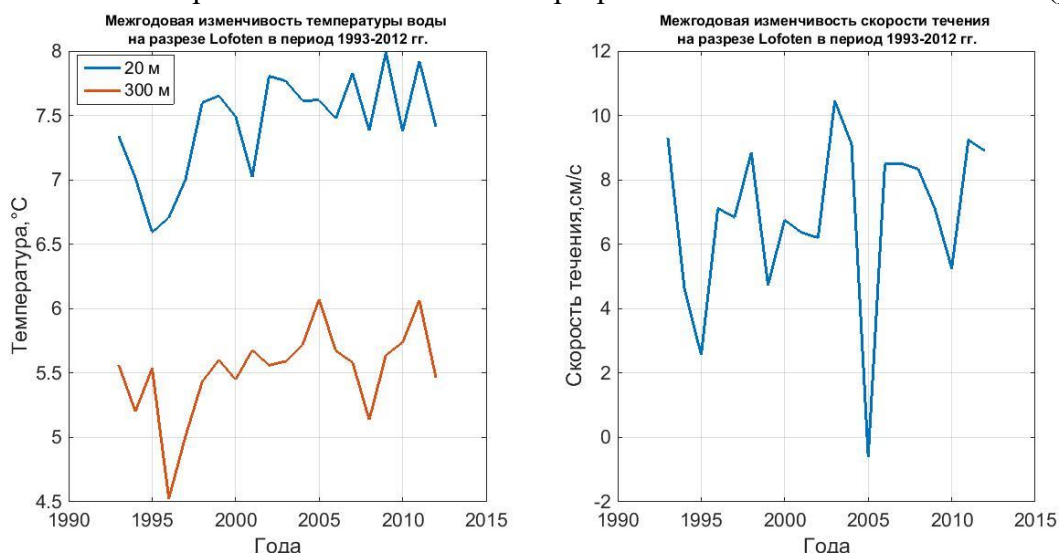 Межгодовая изменчивость температуры воды
на разрезе Lofoten в период 1993-2012 гг.
8
7.5
7
6.5
6
5.5
5
4.5
Температура,°C
20 м
300 м
1990
1995
2000
2005
2010
2015
Года
Межгодовая изменчивость скорости течения
на разрезе Lofoten в период 1993-2012 гг.
12
10
8
6
4
2
0
-2
Скорость течения,см/с
1990
1995
2000
2005
2010
2015
Года